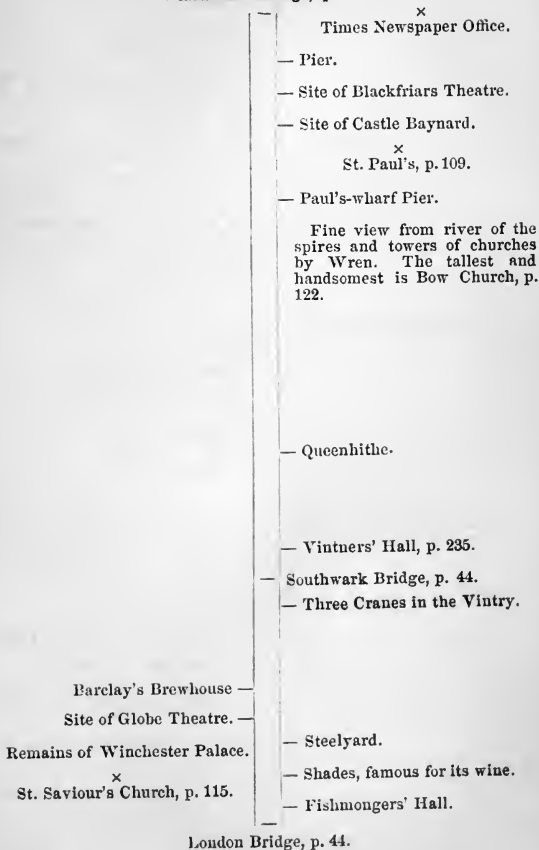 ×
Times Newspaper Office.
— Pier.
— Site of Blackfriars Theatre.
— Site of Castle Baynard.
×
St. Paul's, p. 109.
— Paul's-wharf Pier.
Fine view from river of the
spires and towers of churches
by Wren. The tallest and
handsomest is Bow Church, p.
122.
— Queenhithe.
— Vintners' Hall, p. 235.
— Southwark Bridge, p. 44.
— Three Cranes in the Vintry.
Barclay's Brewhouse —
Site of Globe Theatre. —
Remains of Winchester Palace.
— Steelyard.
×
— Shades, famous for its wine.
St. Saviour's Church, p. 115.
— Fishmongers' Hall.
London Bridge, p. 44.